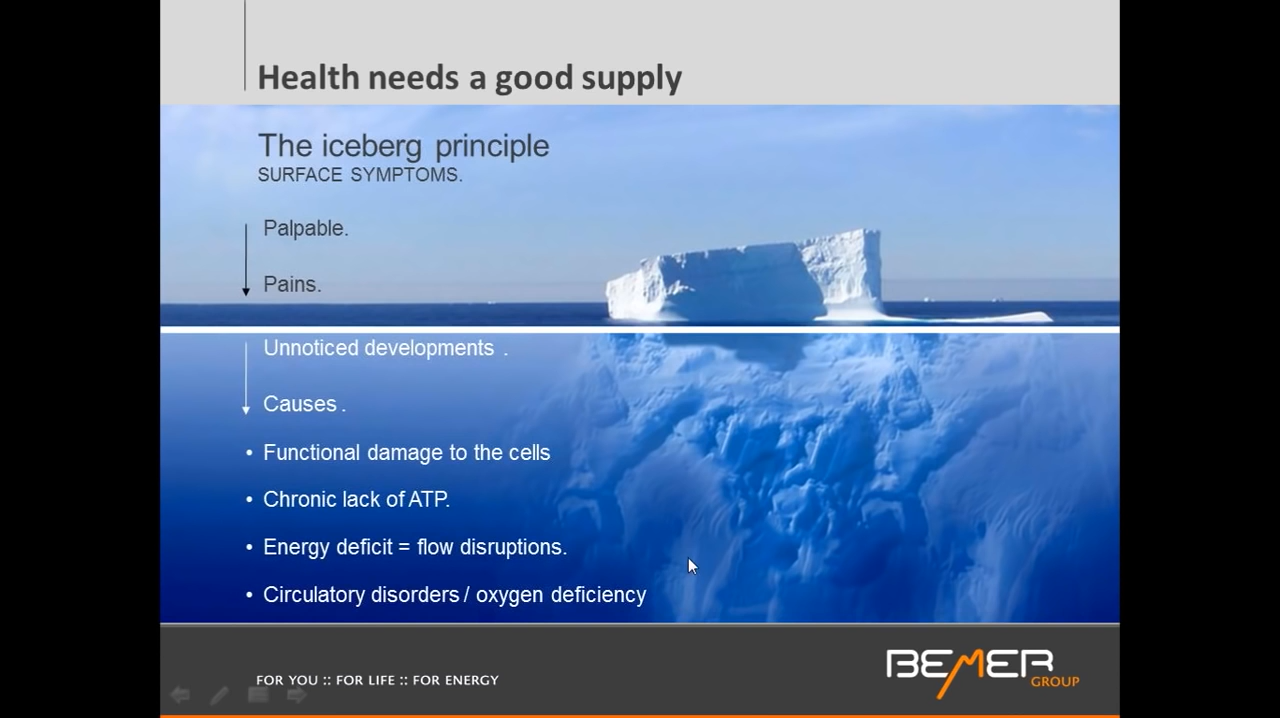 Health needs a good supply
The iceberg principle
SURFACE SYMPTOMS.
Palpable.
Pains.
Unnoticed developments .
Causes .
• Functional damage to the cells
• Chronic lack of ATP.
• Energy deficit = flow disruptions.
• Circulatory disorders / oxygen deficiency
FOR YOU :: FOR LIFE :: FOR ENERGY
BEMER
GROUP